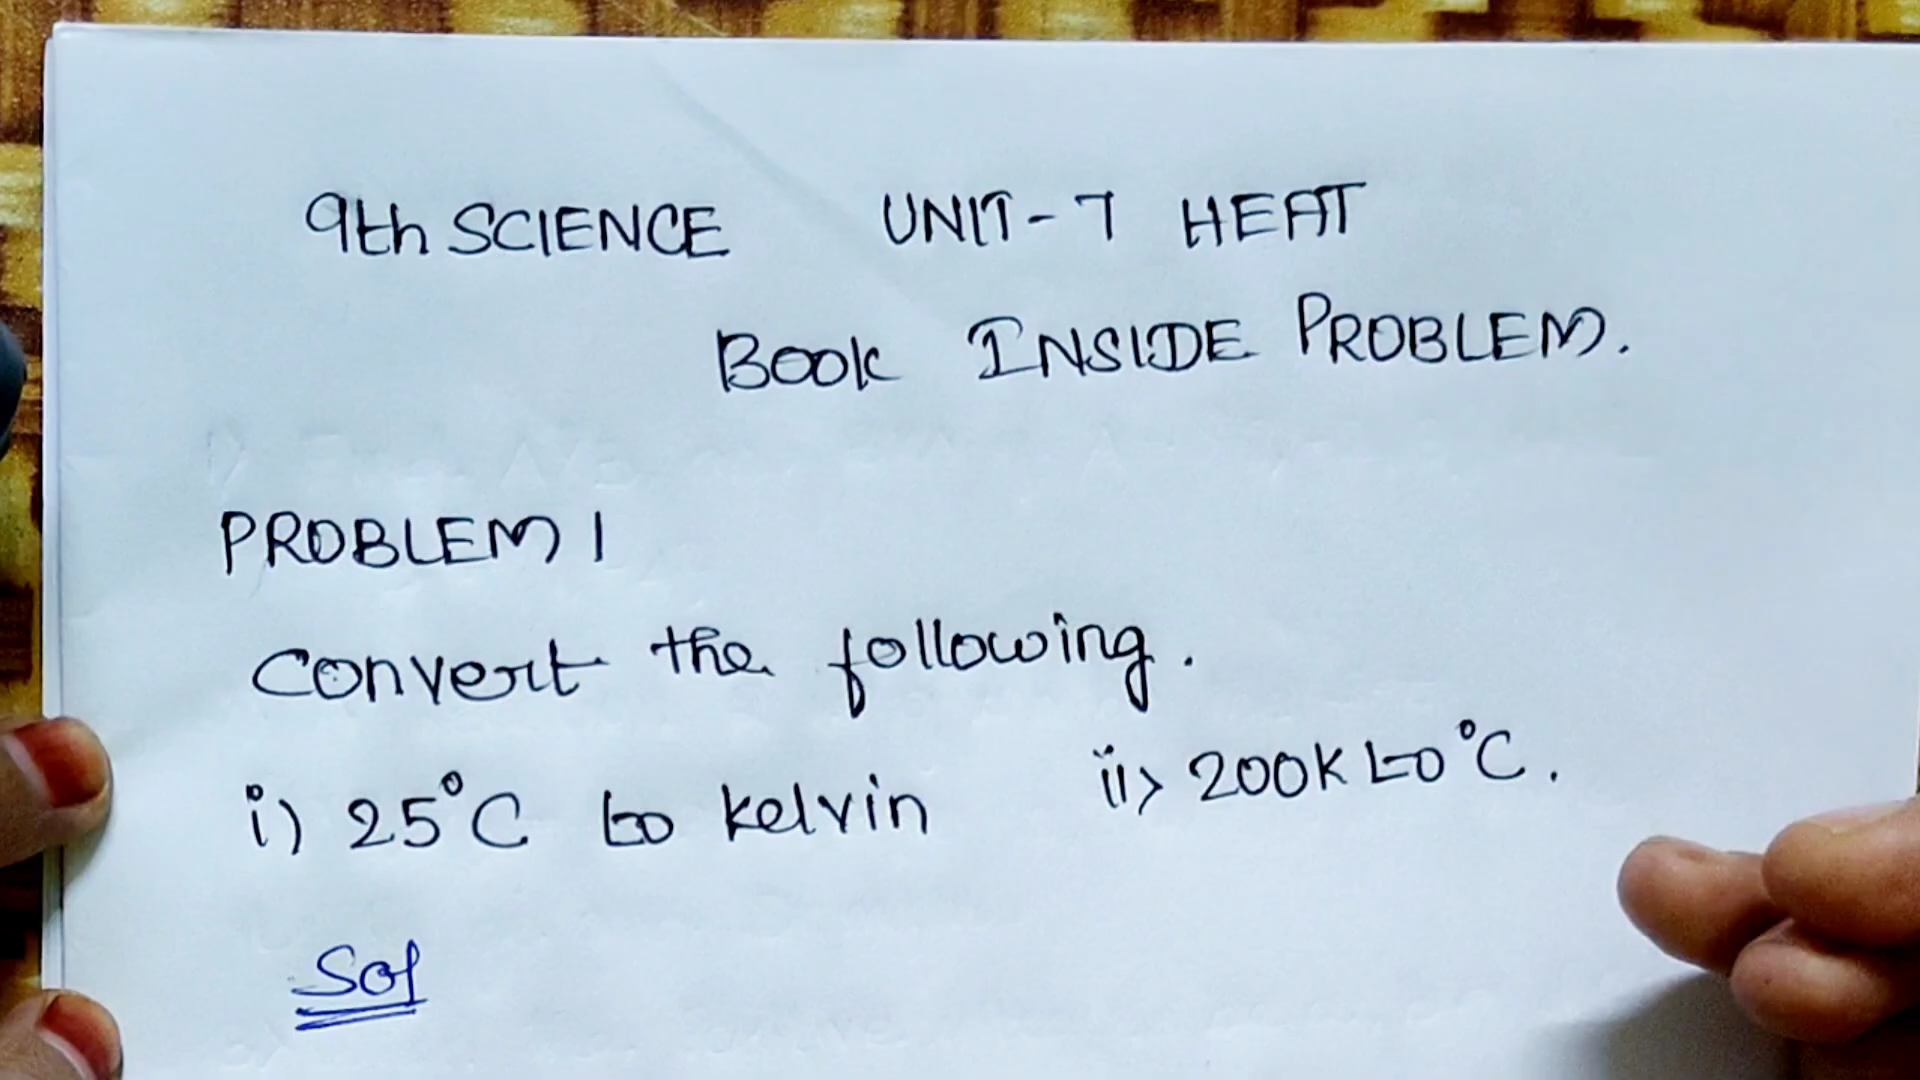 9th SCIENCE UNIT-7 HEAT
BOOK INSIDE PROBLEM.
PROBLEM 1
Convert the following.
i) 25°C to kelvin ii> 200K to °C.
Sol